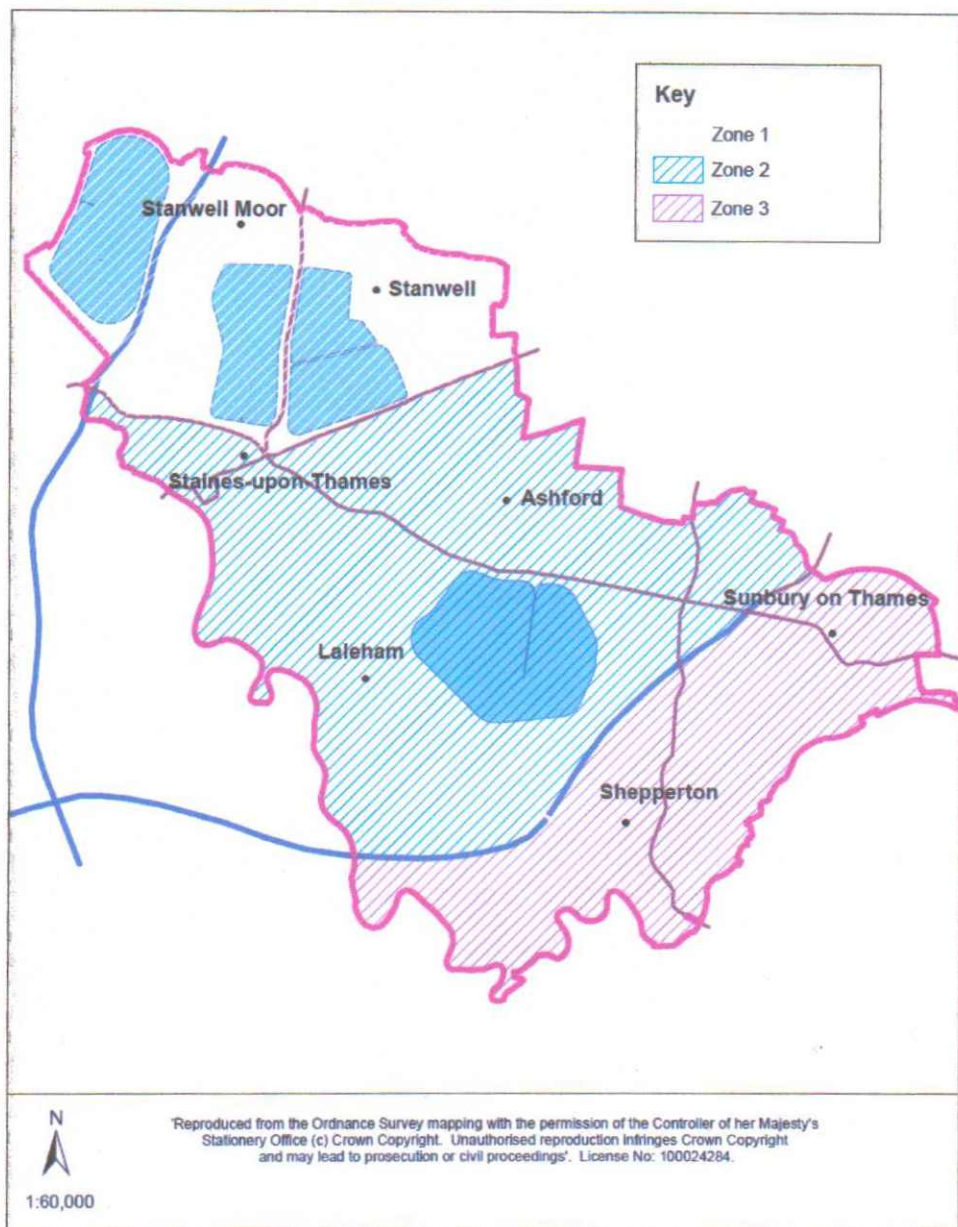 Key
Zone 1
Zone 2
Zone 3
Stanwell Moor
Stanwell
Staines-upon-Thames
Ashford
Sunbury on Thames
Laleham
Shepperton
N
1:60,000
'Reproduced from the Ordnance Survey mapping with the permission of the Controller of her Majesty's
Stationery Office (c) Crown Copyright. Unauthorised reproduction infringes Crown Copyright
and may lead to prosecution or civil proceedings'. License No: 100024284.